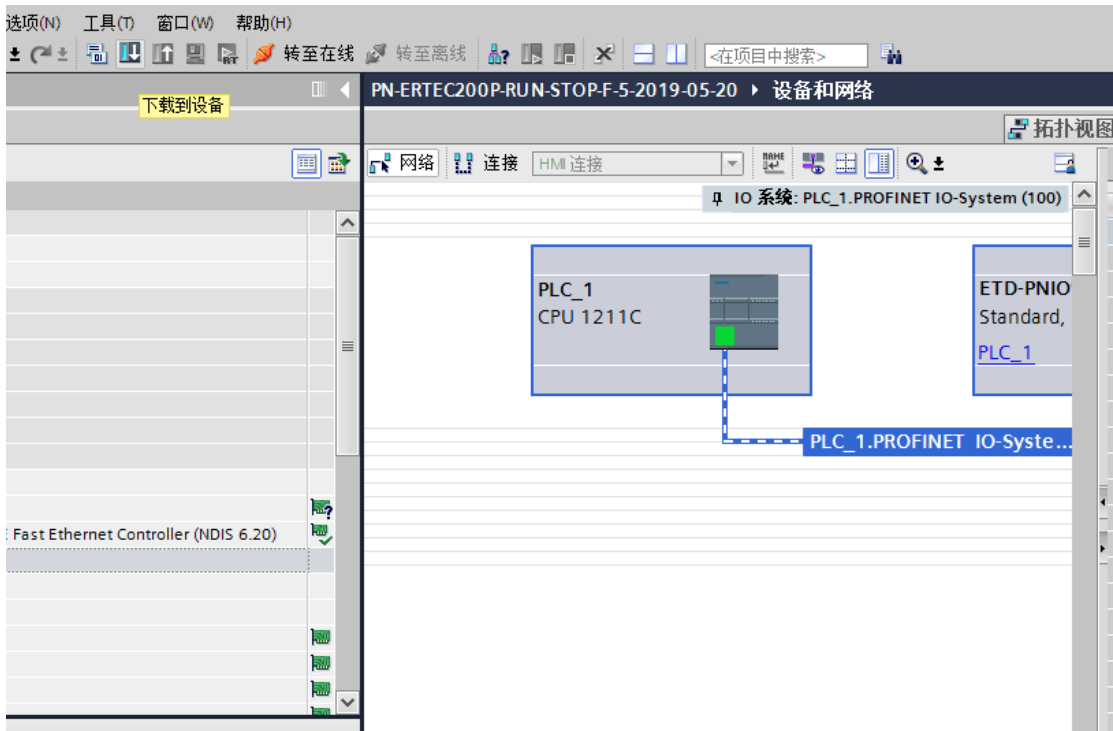 选项(N) 工具(T) 窗口(W) 帮助(H)
转至在线 转至离线 <在项目中搜索>
下载到设备
PN-ERTEC200P-RUN-STOP-F-5-2019-05-20 设备和网络
拓扑视图
网络 连接 HMI 连接
IO 系统: PLC_1.PROFINET IO-System (100)
PLC_1
CPU 1211C
ETD-PNIO
Standard,
PLC_1
PLC_1.PROFINET IO-Syste...
Fast Ethernet Controller (NDIS 6.20)